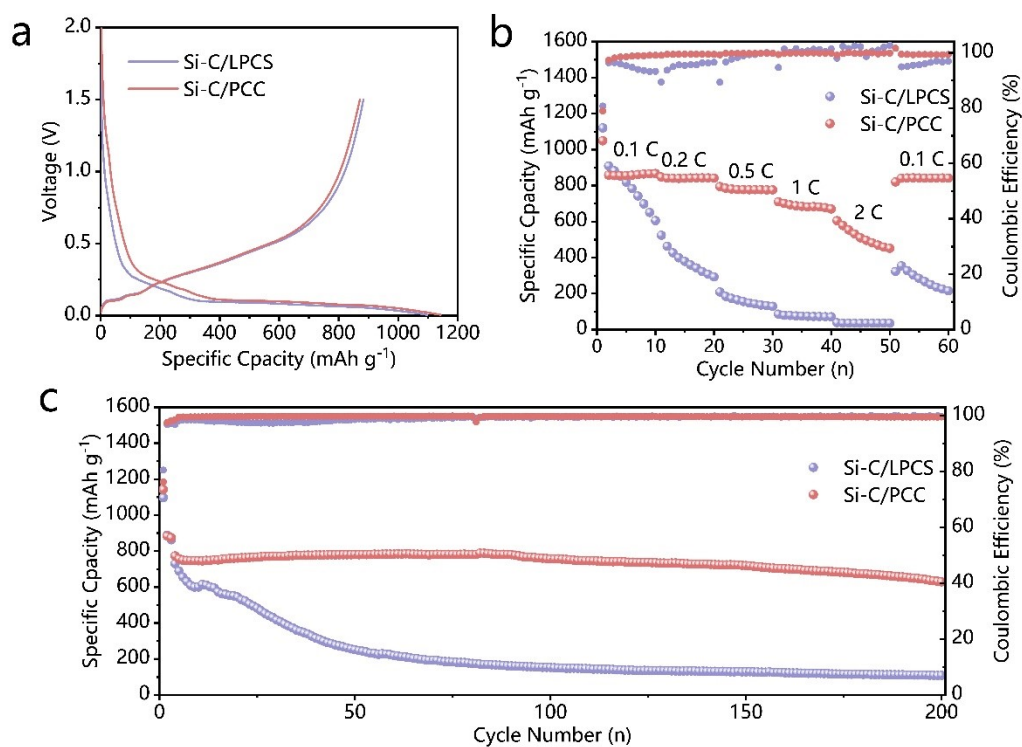 a
2.0
1.5
1.0
0.5
0.0
Voltage (V)
Si-C/LPCS
Si-C/PCC
0 200 400 600 800 1000 1200
Specific Cpacity (mAh g⁻¹)
b
1600
1400
1200
1000
800
600
400
200
0
Specific Cpacity (mAh g⁻¹)
Si-C/LPCS
Si-C/PCC
0.1 C
0.2 C
0.5 C
1 C
2 C
0.1 C
100
80
60
40
20
0
Coulombic Efficiency (%)
0 10 20 30 40 50 60
Cycle Number (n)
c
1600
1400
1200
1000
800
600
400
200
0
Specific Cpacity (mAh g⁻¹)
Si-C/LPCS
Si-C/PCC
100
80
60
40
20
0
Coulombic Efficiency (%)
0 50 100 150 200
Cycle Number (n)